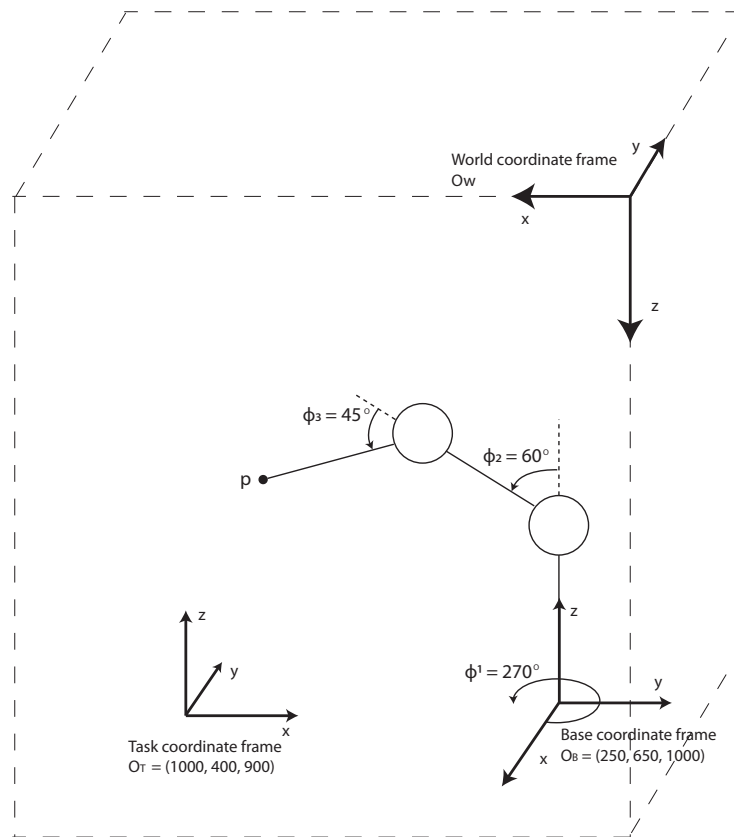 y
World coordinate frame
Ow
x
z
ϕ3 = 45°
ϕ2 = 60°
p
z
z
ϕ¹ = 270°
y
y
x
Task coordinate frame
OT = (1000, 400, 900)
Base coordinate frame
x
OB = (250, 650, 1000)